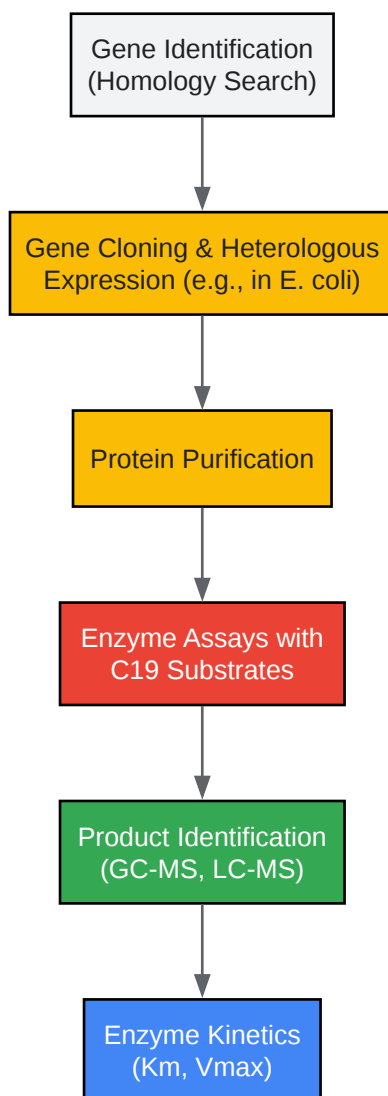 Gene Identification
(Homology Search)
Gene Cloning & Heterologous
Expression (e.g., in E. coli)
Protein Purification
Enzyme Assays with
C19 Substrates
Product Identification
(GC-MS, LC-MS)
Enzyme Kinetics
(Km, Vmax)